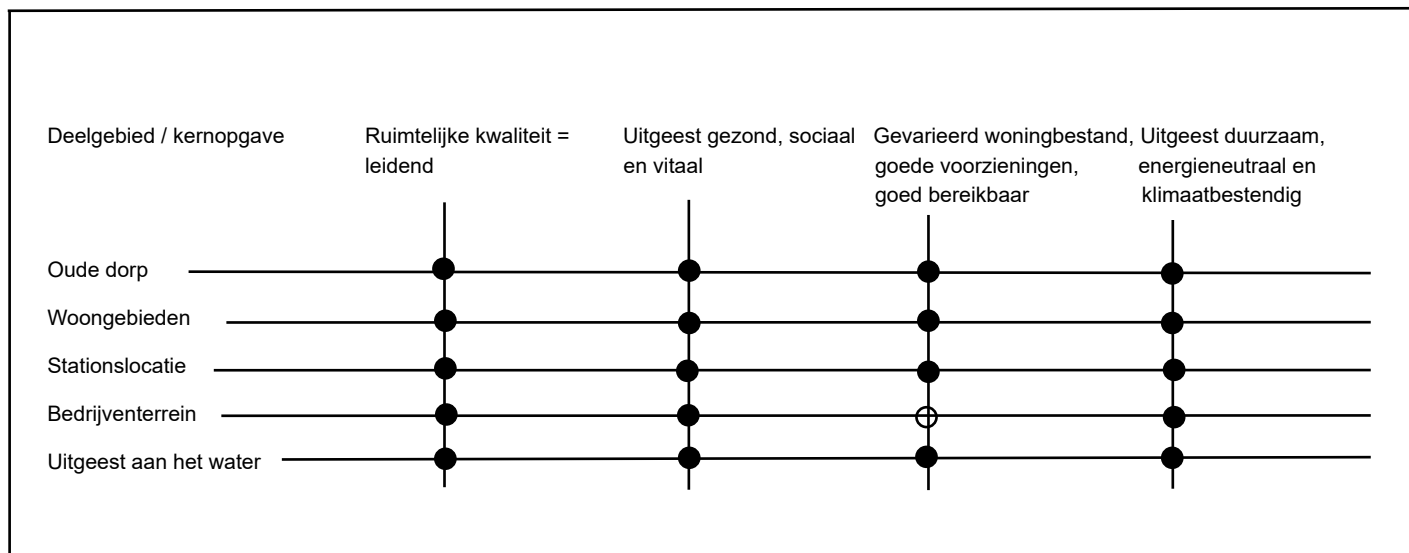 Deelgebied / kernopgave
Ruimtelijke kwaliteit =
leidend
Uitgeest gezond, sociaal
en vitaal
Gevarieerd woningbestand,
goede voorzieningen,
goed bereikbaar
Uitgeest duurzaam,
energieneutraal en
klimaatbestendig
Oude dorp
Woongebieden
Stationslocatie
Bedrijventerrein
Uitgeest aan het water